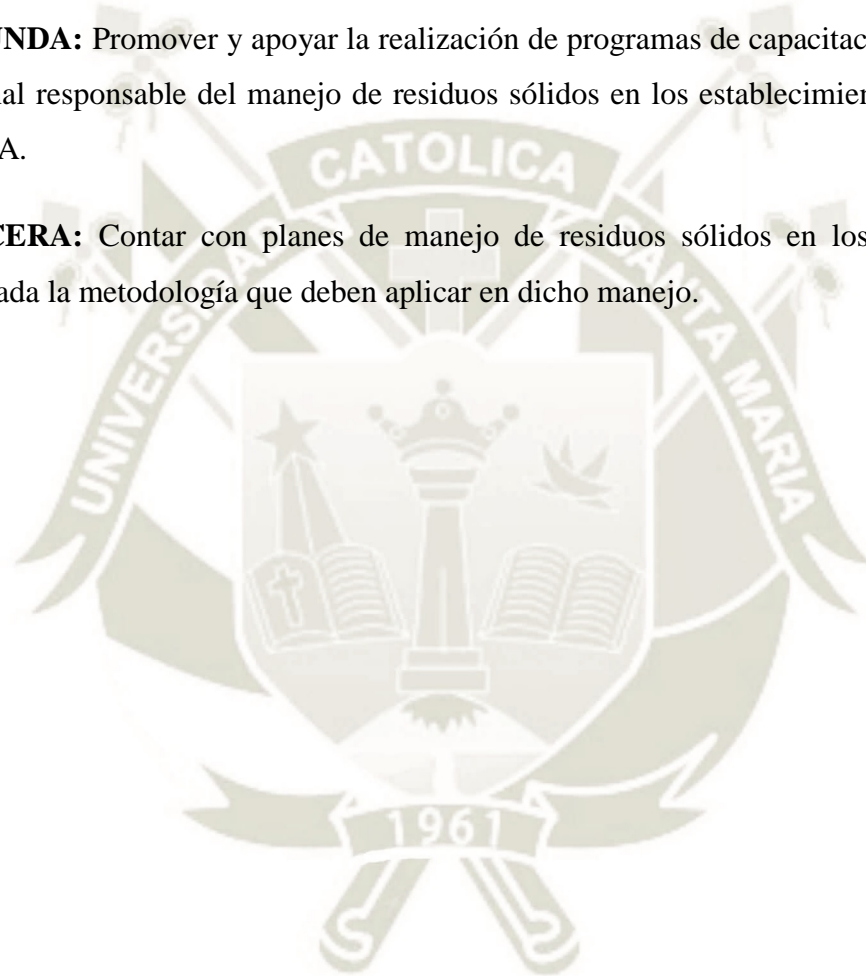 UNDA: Promover y apoyar la realización de programas de capacitac
al responsable del manejo de residuos sólidos en los establecimien
A.
CERA: Contar con planes de manejo de residuos sólidos en los
ada la metodología que deben aplicar en dicho manejo.
UNIVERSIDAD CATOLICA SANTA MARIA
1961